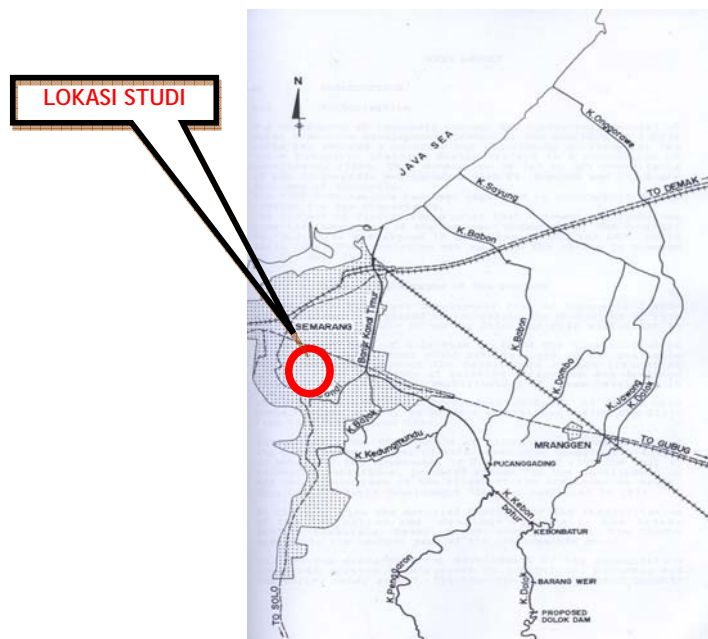 LOKASI STUDI
N
JAVA SEA
K.Onggorawe
K.Sayung
TO DEMAK
K.Babon
SEMARANG
Banjir Kanal Timur
K.Babon
K.Dombo
K.Jawang
K.Dolok
K.Bajak
K.Kedungmundu
MRANGGEN
TO GUBUG
PUCANGGADING
K.Kebon
Batur
KEBONBATUR
K.Penggaron
K.Dolok
BARANG WEIR
PROPOSED
DOLOK DAM
TO SOLO